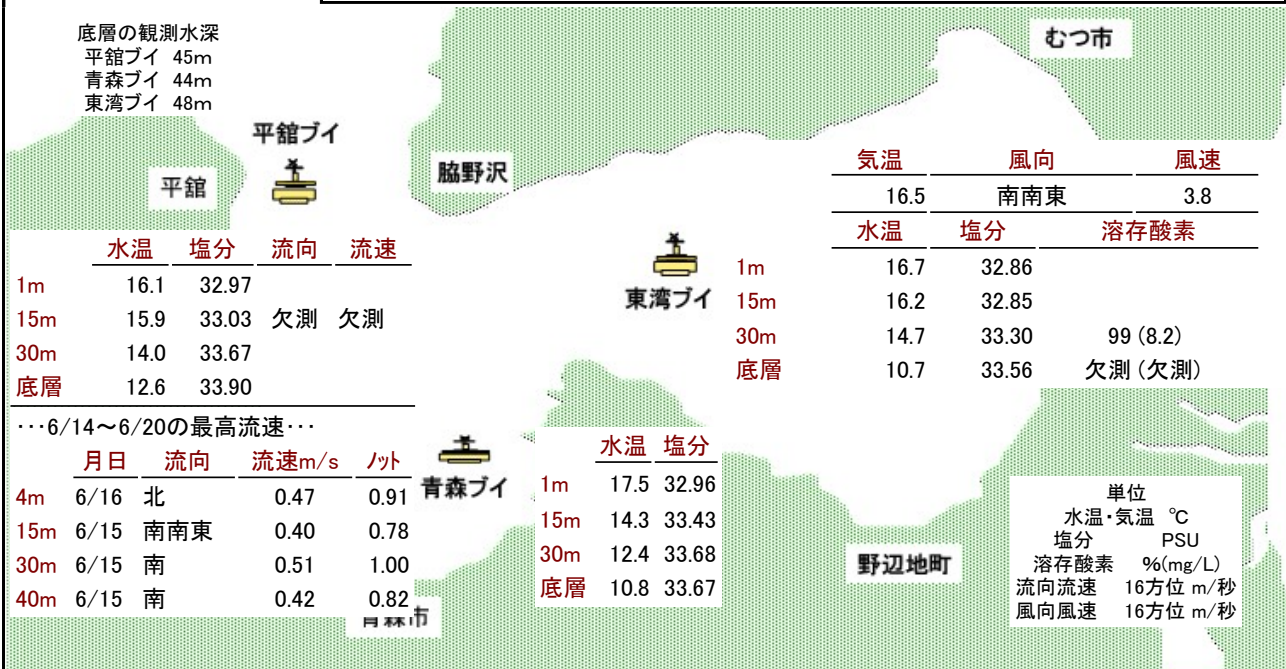 底層の観測水深
平舘ブイ 45m
青森ブイ 44m
東湾ブイ 48m
むつ市
平舘ブイ
平舘
脇野沢
水温 塩分 流向 流速
1m 16.1 32.97
15m 15.9 33.03 欠測 欠測
30m 14.0 33.67
底層 12.6 33.90
気温 風向 風速
16.5 南南東 3.8
水温 塩分 溶存酸素
1m 16.7 32.86
15m 16.2 32.85
30m 14.7 33.30 99 (8.2)
底層 10.7 33.56 欠測 (欠測)
東湾ブイ
･･･6/14～6/20の最高流速･･･
月日 流向 流速m/s ﾉｯﾄ
4m 6/16 北 0.47 0.91
15m 6/15 南南東 0.40 0.78
30m 6/15 南 0.51 1.00
40m 6/15 南 0.42 0.82
青森ブイ
水温 塩分
1m 17.5 32.96
15m 14.3 33.43
30m 12.4 33.68
底層 10.8 33.67
青森市
野辺地町
単位
水温･気温 ℃
塩分 PSU
溶存酸素 %(mg/L)
流向流速 16方位 m/秒
風向風速 16方位 m/秒